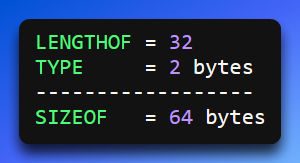 LENGTHOF = 32
TYPE     = 2 bytes
------------------
SIZEOF   = 64 bytes